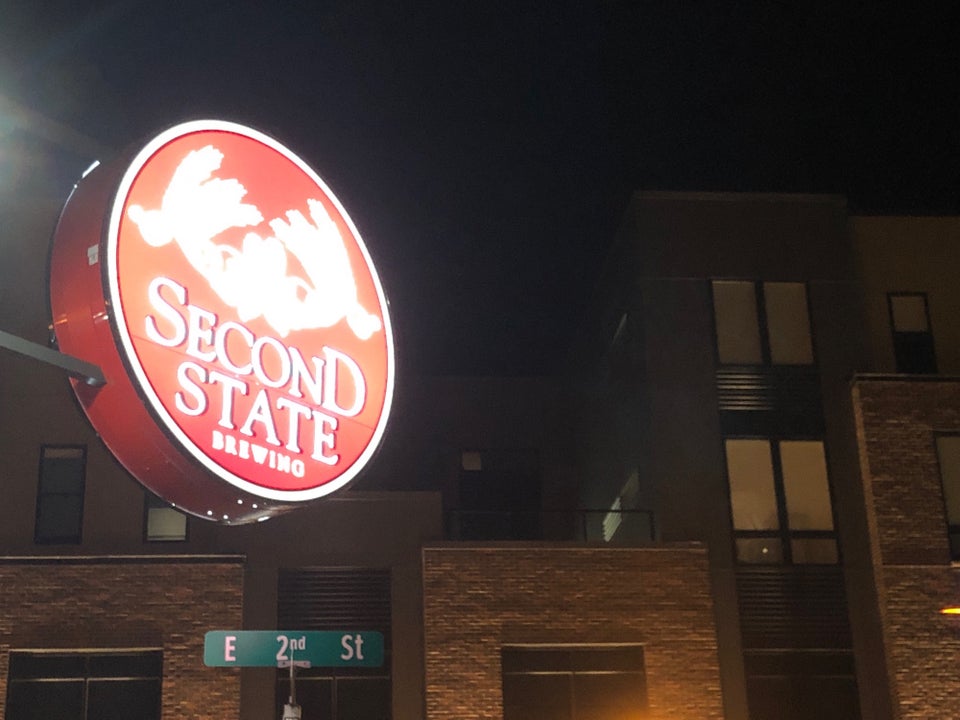 SECOND
STATE
BREWING
E 2nd St